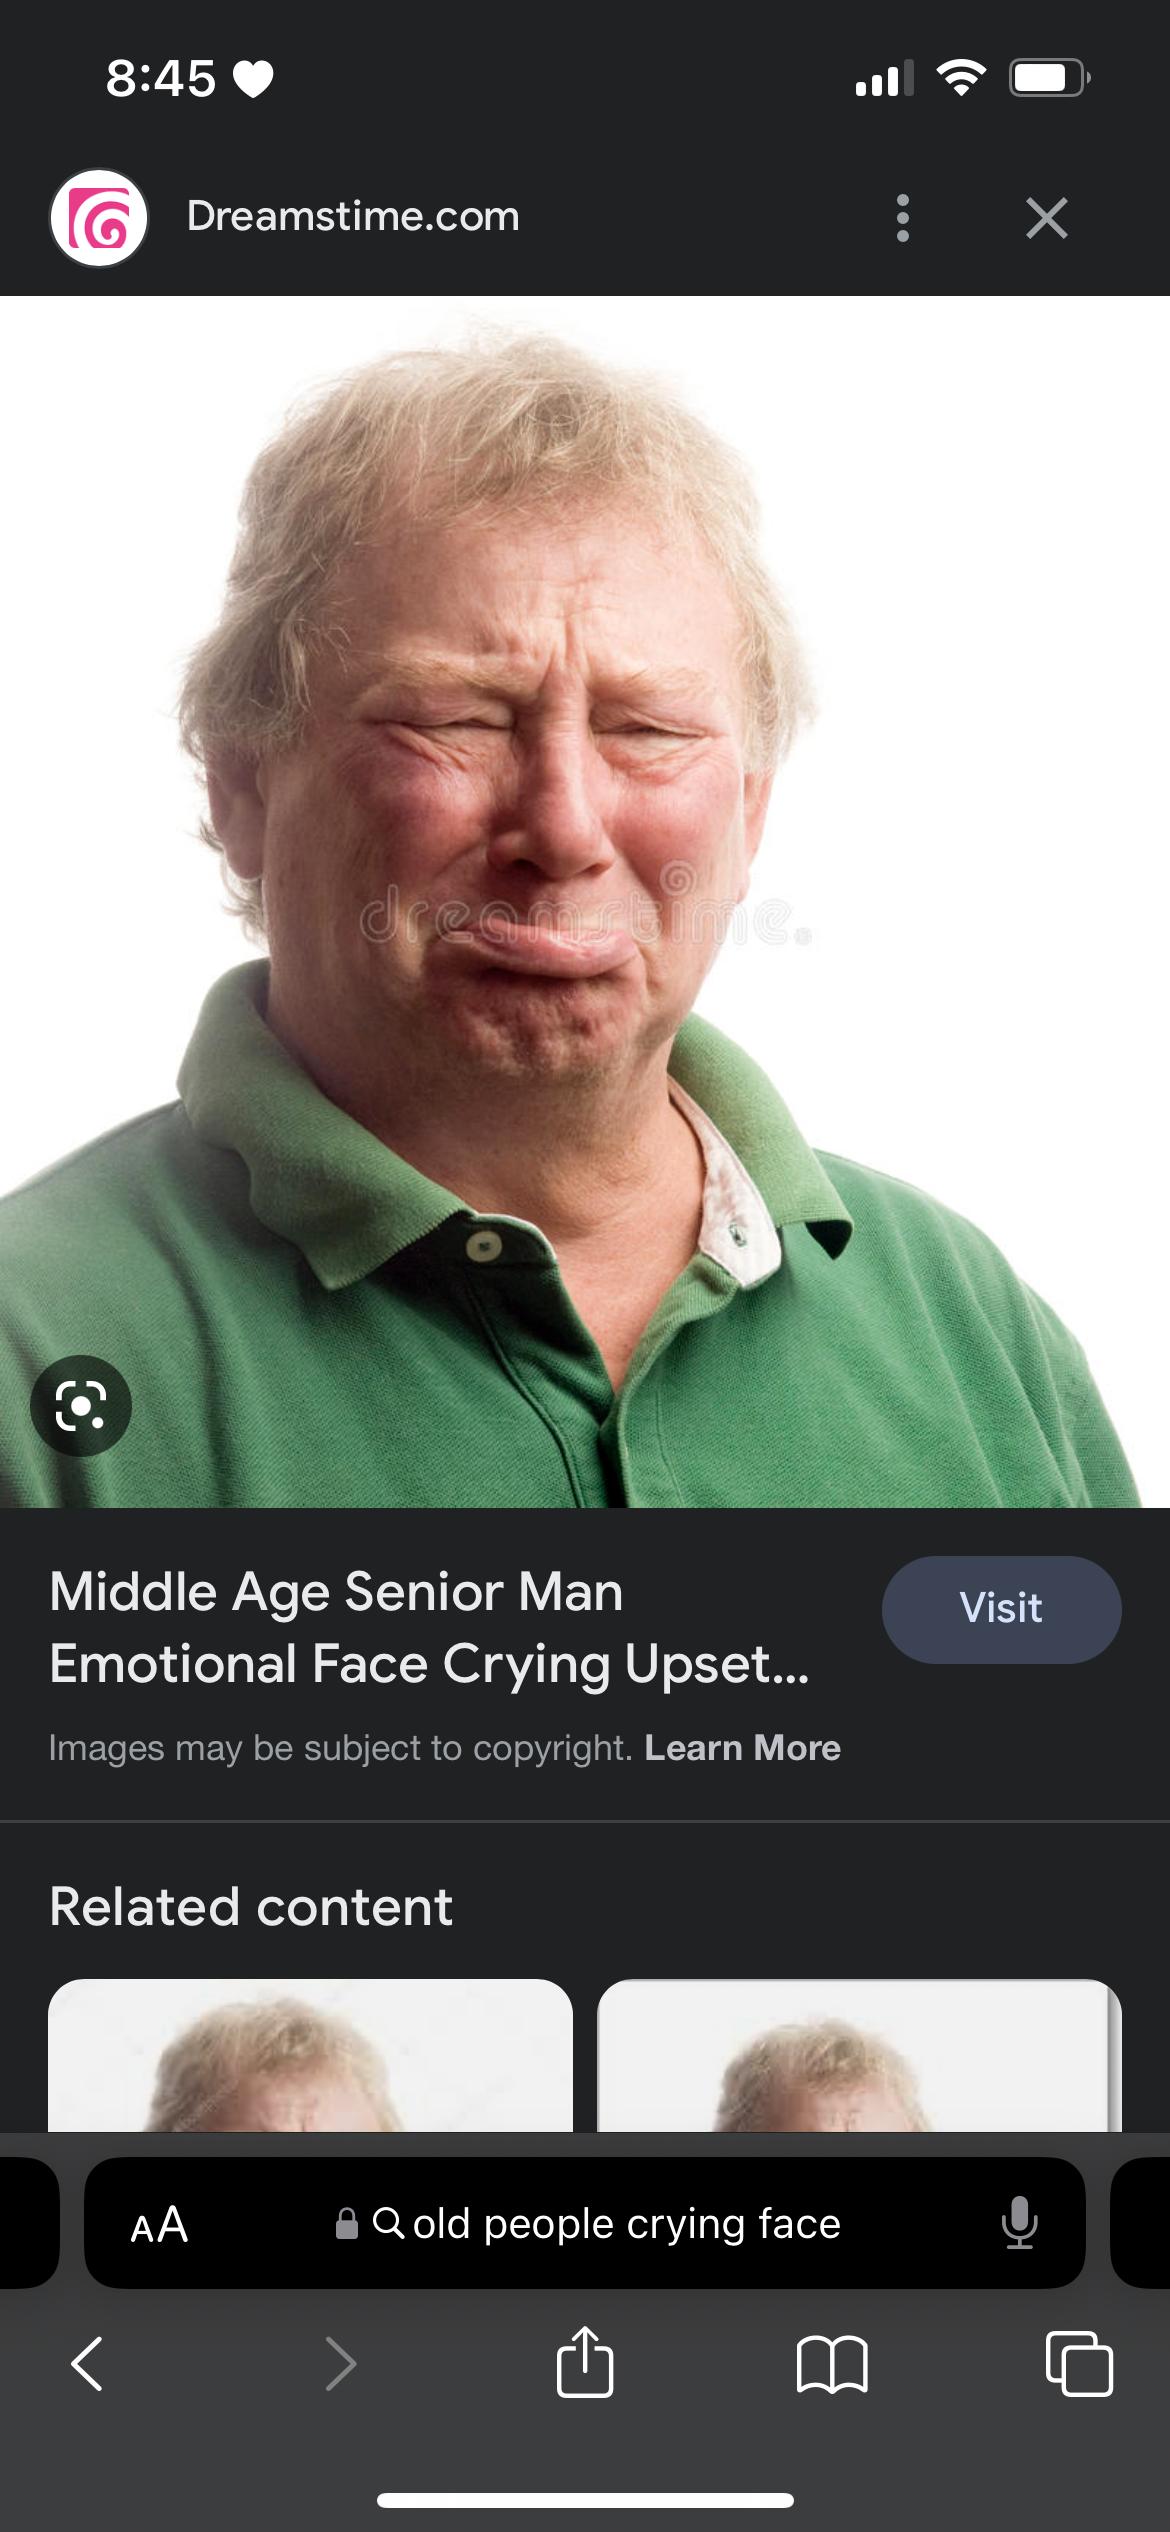 8:45
Dreamstime.com
dreamstime.
Middle Age Senior Man
Visit
Emotional Face Crying Upset...
Images may be subject to copyright. Learn More
Related content
AA
old people crying face